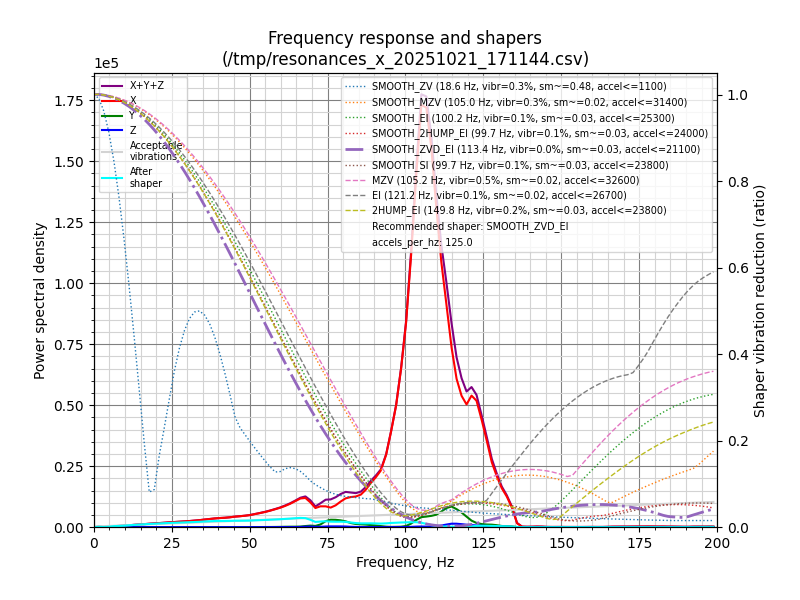 Frequency response and shapers
(/tmp/resonances_x_20251021_171144.csv)
1e5
X+Y+Z
X
Y
Z
Acceptable
vibrations
After
shaper
SMOOTH_ZV (18.6 Hz, vibr=0.3%, sm~=0.48, accel<=1100)
SMOOTH_MZV (105.0 Hz, vibr=0.3%, sm~=0.02, accel<=31400)
SMOOTH_EI (100.2 Hz, vibr=0.1%, sm~=0.03, accel<=25300)
SMOOTH_2HUMP_EI (99.7 Hz, vibr=0.1%, sm~=0.03, accel<=24000)
SMOOTH_ZVD_EI (113.4 Hz, vibr=0.0%, sm~=0.03, accel<=21100)
SMOOTH_SI (99.7 Hz, vibr=0.1%, sm~=0.03, accel<=23800)
MZV (105.2 Hz, vibr=0.5%, sm~=0.02, accel<=32600)
EI (121.2 Hz, vibr=0.1%, sm~=0.02, accel<=26700)
2HUMP_EI (149.8 Hz, vibr=0.2%, sm~=0.03, accel<=23800)
Recommended shaper: SMOOTH_ZVD_EI
accels_per_hz: 125.0
1.75
1.50
1.25
1.00
0.75
0.50
0.25
0.00
Power spectral density
1.0
0.8
0.6
0.4
0.2
0.0
Shaper vibration reduction (ratio)
0 25 50 75 100 125 150 175 200
Frequency, Hz